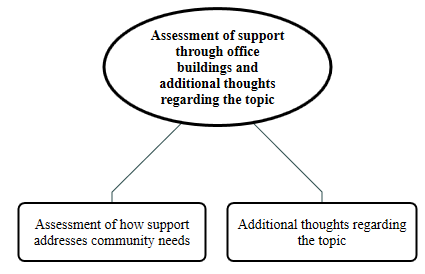 Assessment of support
through office
buildings and
additional thoughts
regarding the topic
Assessment of how support
addresses community needs
Additional thoughts regarding
the topic